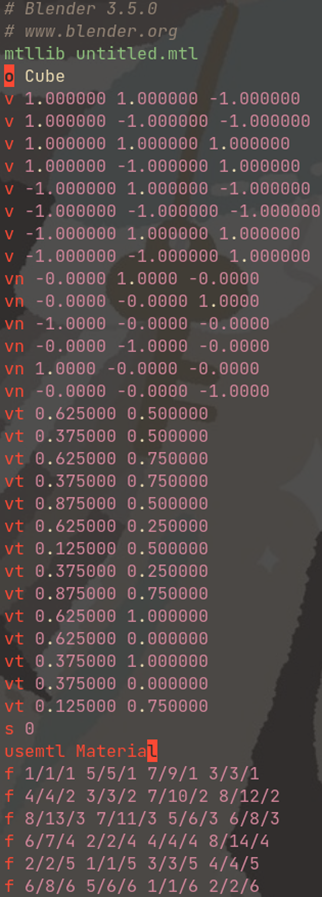 # Blender 3.5.0
# www.blender.org
mtllib untitled.mtl
o Cube
v 1.000000 1.000000 -1.000000
v 1.000000 -1.000000 -1.000000
v 1.000000 1.000000 1.000000
v 1.000000 -1.000000 1.000000
v -1.000000 1.000000 -1.000000
v -1.000000 -1.000000 -1.000000
v -1.000000 1.000000 1.000000
v -1.000000 -1.000000 1.000000
vn -0.0000 1.0000 -0.0000
vn -0.0000 -0.0000 1.0000
vn -1.0000 -0.0000 -0.0000
vn -0.0000 -1.0000 -0.0000
vn 1.0000 -0.0000 -0.0000
vn -0.0000 -0.0000 -1.0000
vt 0.625000 0.500000
vt 0.375000 0.500000
vt 0.625000 0.750000
vt 0.375000 0.750000
vt 0.875000 0.500000
vt 0.625000 0.250000
vt 0.125000 0.500000
vt 0.375000 0.250000
vt 0.875000 0.750000
vt 0.625000 1.000000
vt 0.625000 0.000000
vt 0.375000 1.000000
vt 0.375000 0.000000
vt 0.125000 0.750000
s 0
usemtl Material
f 1/1/1 5/5/1 7/9/1 3/3/1
f 4/4/2 3/3/2 7/10/2 8/12/2
f 8/13/3 7/11/3 5/6/3 6/8/3
f 6/7/4 2/2/4 4/4/4 8/14/4
f 2/2/5 1/1/5 3/3/5 4/4/5
f 6/8/6 5/6/6 1/1/6 2/2/6